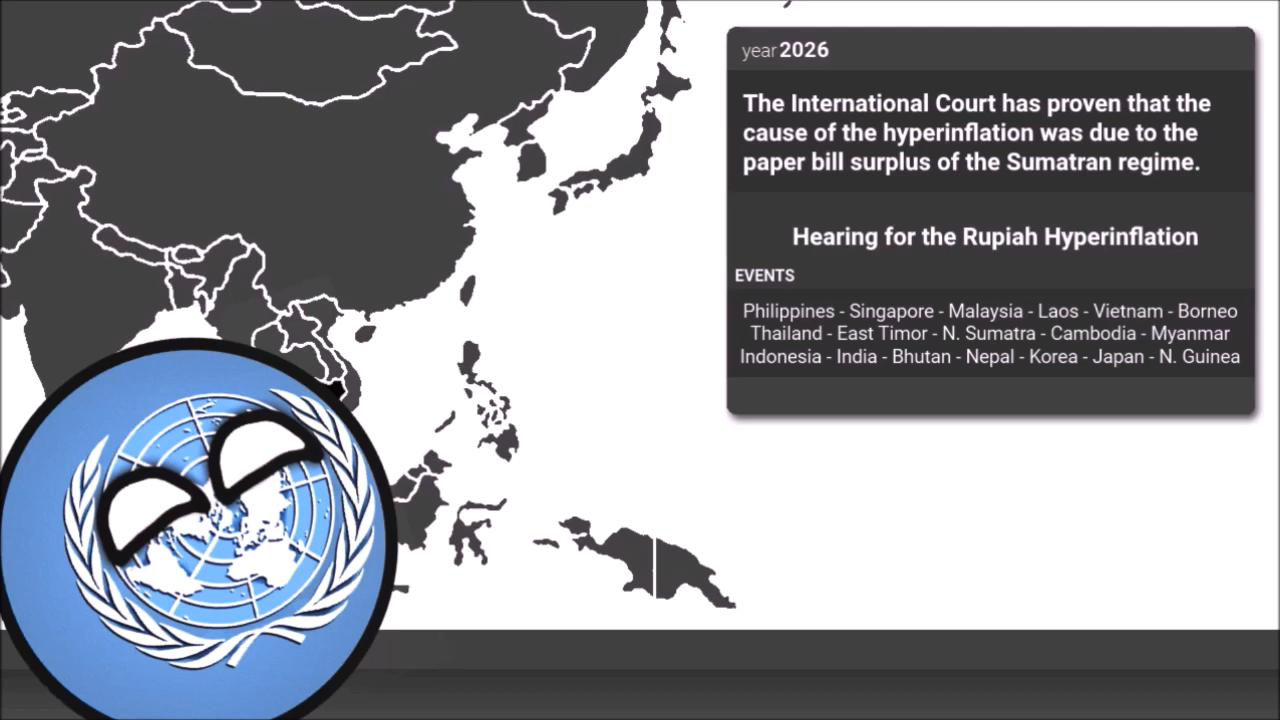 year 2026
The International Court has proven that the
cause of the hyperinflation was due to the
paper bill surplus of the Sumatran regime.
Hearing for the Rupiah Hyperinflation
EVENTS
Philippines - Singapore - Malaysia - Laos - Vietnam - Borneo
Thailand - East Timor - N. Sumatra - Cambodia - Myanmar
Indonesia - India - Bhutan - Nepal - Korea - Japan - N. Guinea